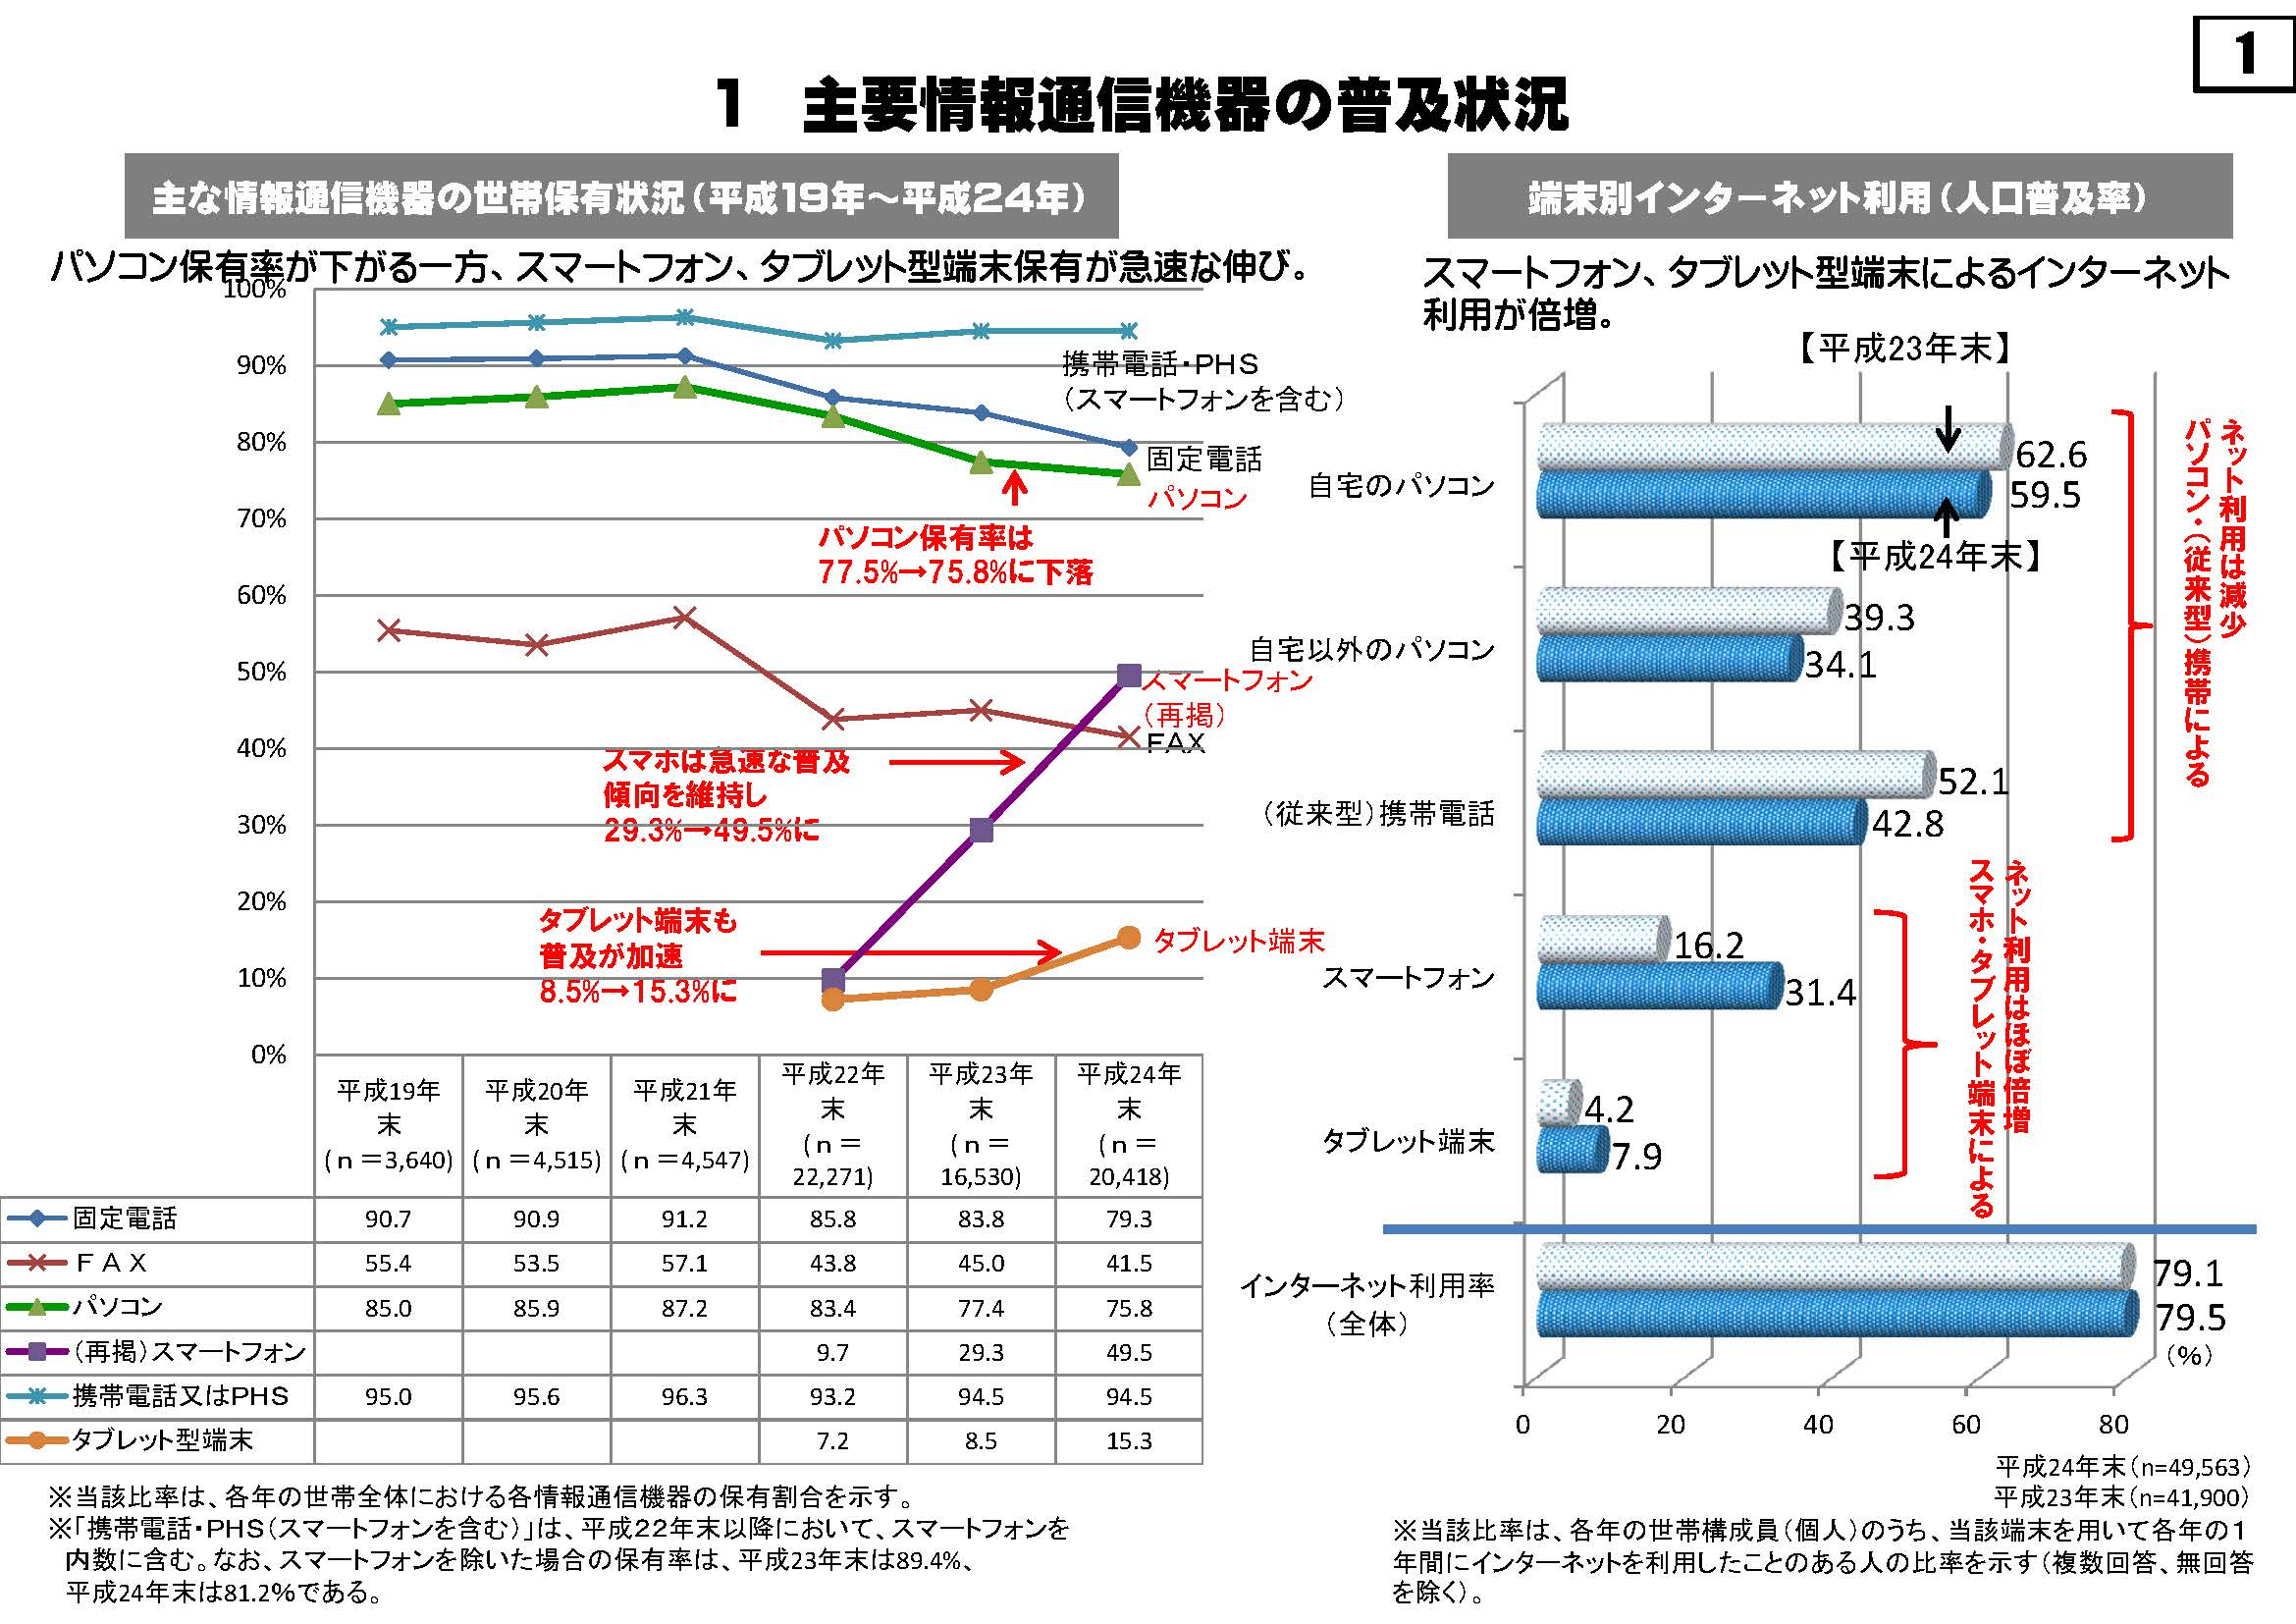 1
1 主要情報通信機器の普及状況
主な情報通信機器の世帯保有状況(平成19年~平成24年)
パソコン保有率が下がる一方、スマートフォン、タブレット型端末保有が急速な伸び。
100%
90%
80%
70%
60%
50%
40%
30%
20%
10%
0%
携帯電話・PHS
(スマートフォンを含む)
固定電話
パソコン
パソコン保有率は
77.5%→75.8%に下落
スマートフォン
(再掲)
FAX
スマホは急速な普及
傾向を維持し
29.3%→49.5%に
タブレット端末も
普及が加速
8.5%→15.3%に
タブレット端末
平成19年末(n=3,640) 平成20年末(n=4,515) 平成21年末(n=4,547) 平成22年末(n=22,271) 平成23年末(n=16,530) 平成24年末(n=20,418)
固定電話 90.7 90.9 91.2 85.8 83.8 79.3
FAX 55.4 53.5 57.1 43.8 45.0 41.5
パソコン 85.0 85.9 87.2 83.4 77.4 75.8
(再掲)スマートフォン 9.7 29.3 49.5
携帯電話又はPHS 95.0 95.6 96.3 93.2 94.5 94.5
タブレット型端末 7.2 8.5 15.3
※当該比率は、各年の世帯全体における各情報通信機器の保有割合を示す。
※「携帯電話・PHS(スマートフォンを含む)」は、平成22年末以降において、スマートフォンを
内数に含む。なお、スマートフォンを除いた場合の保有率は、平成23年末は89.4%、
平成24年末は81.2%である。
端末別インターネット利用(人口普及率)
スマートフォン、タブレット型端末によるインターネット
利用が倍増。
【平成23年末】
自宅のパソコン
62.6
59.5
【平成24年末】
自宅以外のパソコン
39.3
34.1
(従来型)携帯電話
52.1
42.8
スマートフォン
16.2
31.4
タブレット端末
4.2
7.9
インターネット利用率
(全体)
79.1
79.5
(%)
パソコン・(従来型)携帯による
ネット利用は減少
スマホ・タブレット端末による
ネット利用はほぼ倍増
0 20 40 60 80
平成24年末(n=49,563)
平成23年末(n=41,900)
※当該比率は、各年の世帯構成員(個人)のうち、当該端末を用いて各年の1
年間にインターネットを利用したことのある人の比率を示す(複数回答、無回答
を除く)。